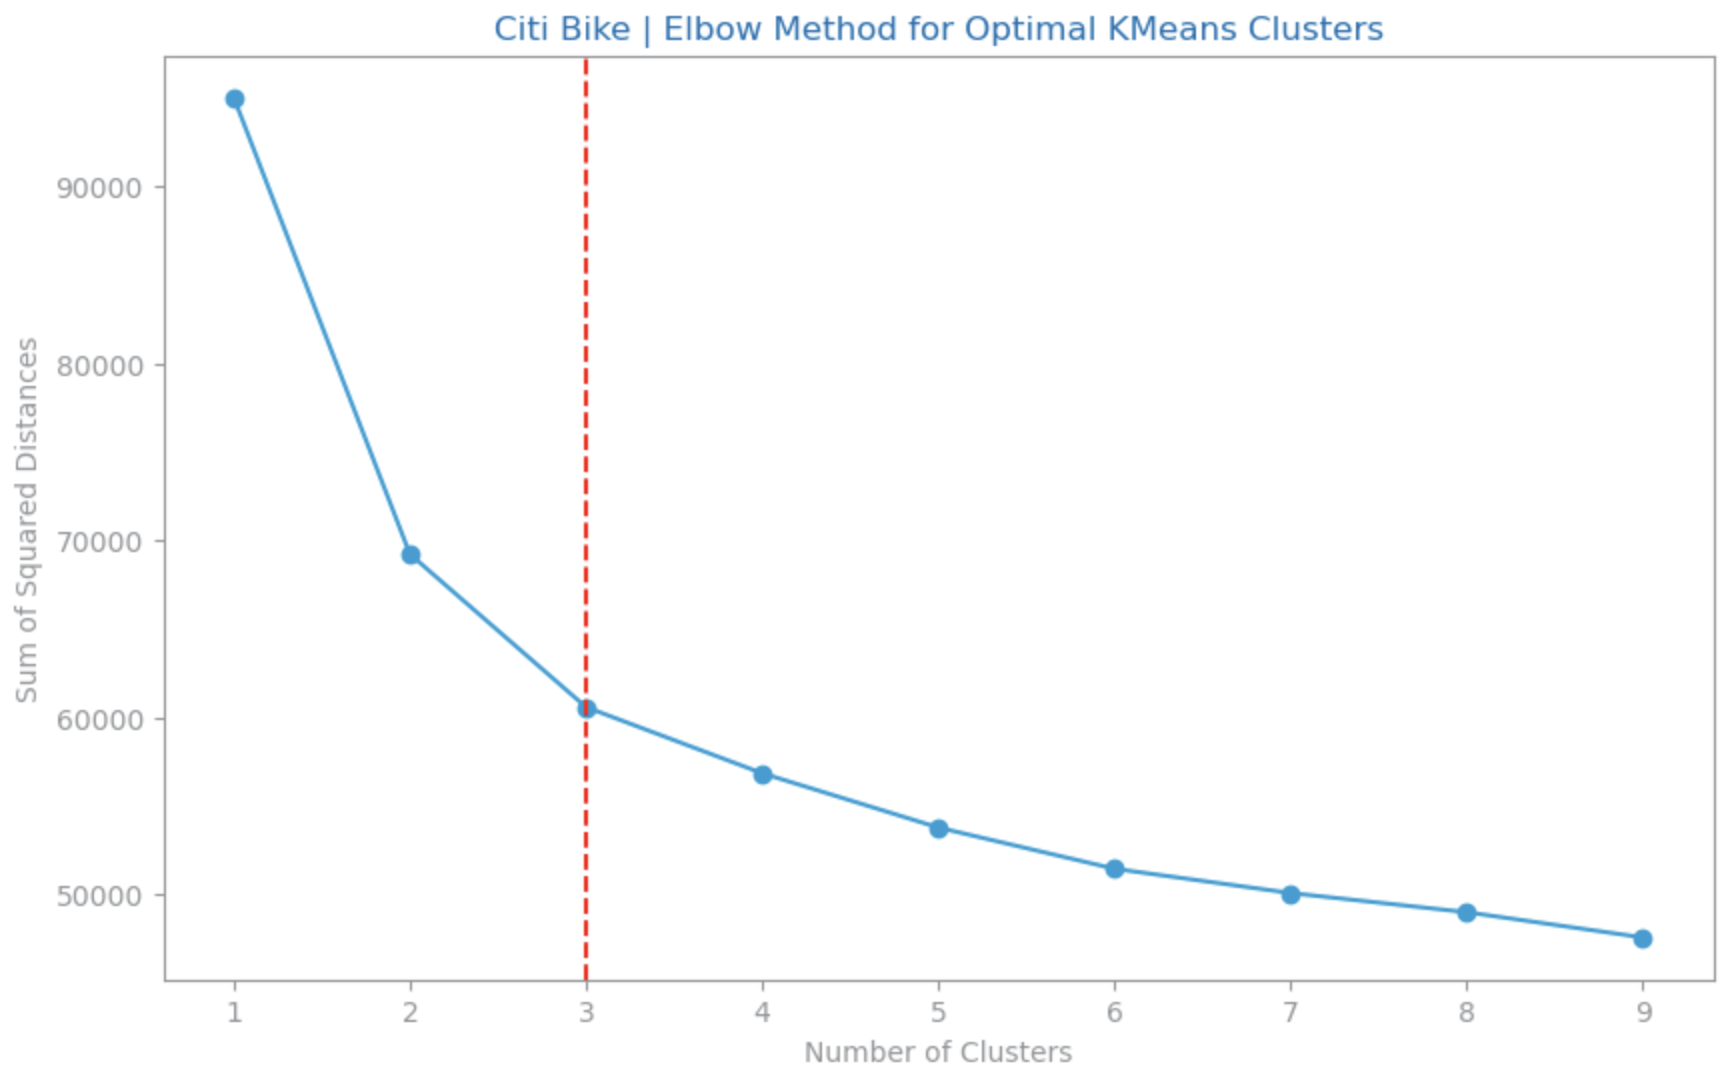 Citi Bike | Elbow Method for Optimal KMeans Clusters
Sum of Squared Distances
90000
80000
70000
60000
50000
1 2 3 4 5 6 7 8 9
Number of Clusters